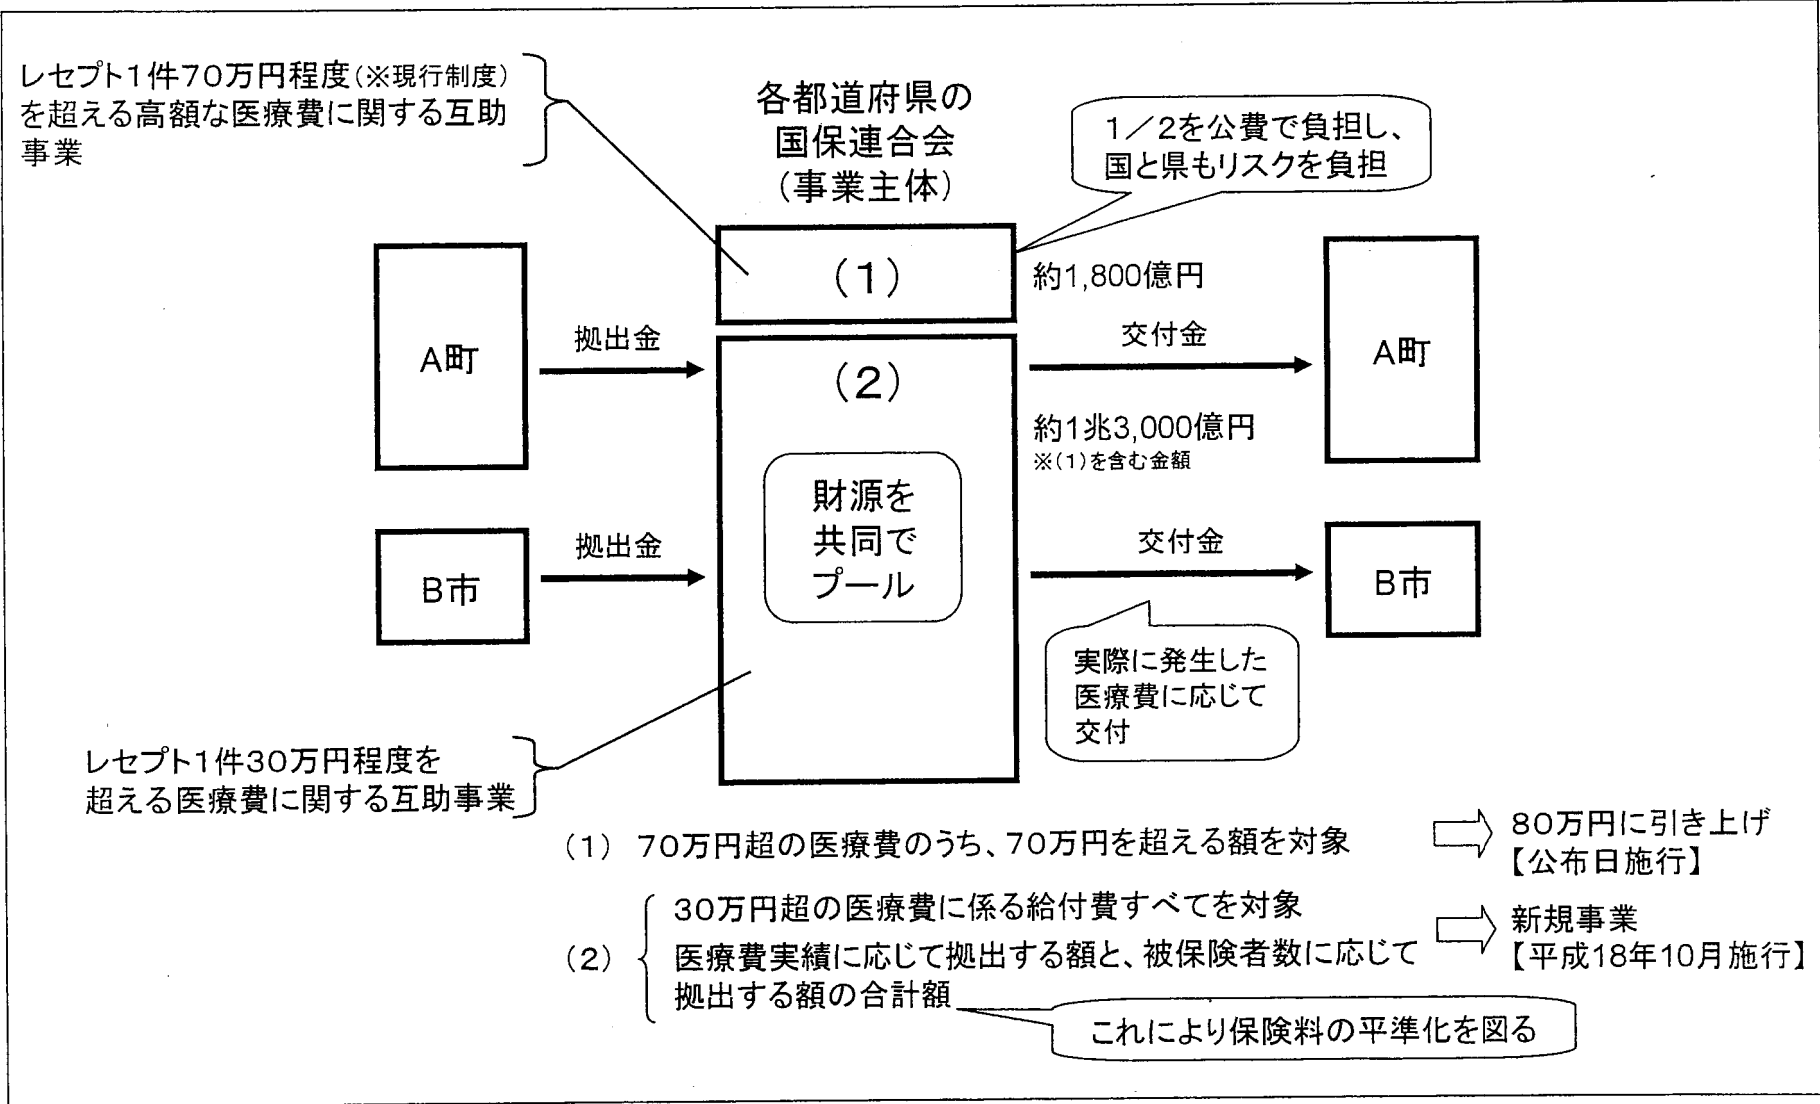 レセプト1件70万円程度(※現行制度)
を超える高額な医療費に関する互助
事業
各都道府県の
国保連合会
(事業主体)
1/2を公費で負担し、
国と県もリスクを負担
(1)
約1,800億円
A町
拠出金
(2)
交付金
A町
約1兆3,000億円
※(1)を含む金額
財源を
共同で
プール
B市
拠出金
交付金
B市
実際に発生した
医療費に応じて
交付
レセプト1件30万円程度を
超える医療費に関する互助事業
(1) 70万円超の医療費のうち、70万円を超える額を対象
80万円に引き上げ
【公布日施行】
(2)
30万円超の医療費に係る給付費すべてを対象
医療費実績に応じて拠出する額と、被保険者数に応じて
拠出する額の合計額
新規事業
【平成18年10月施行】
これにより保険料の平準化を図る